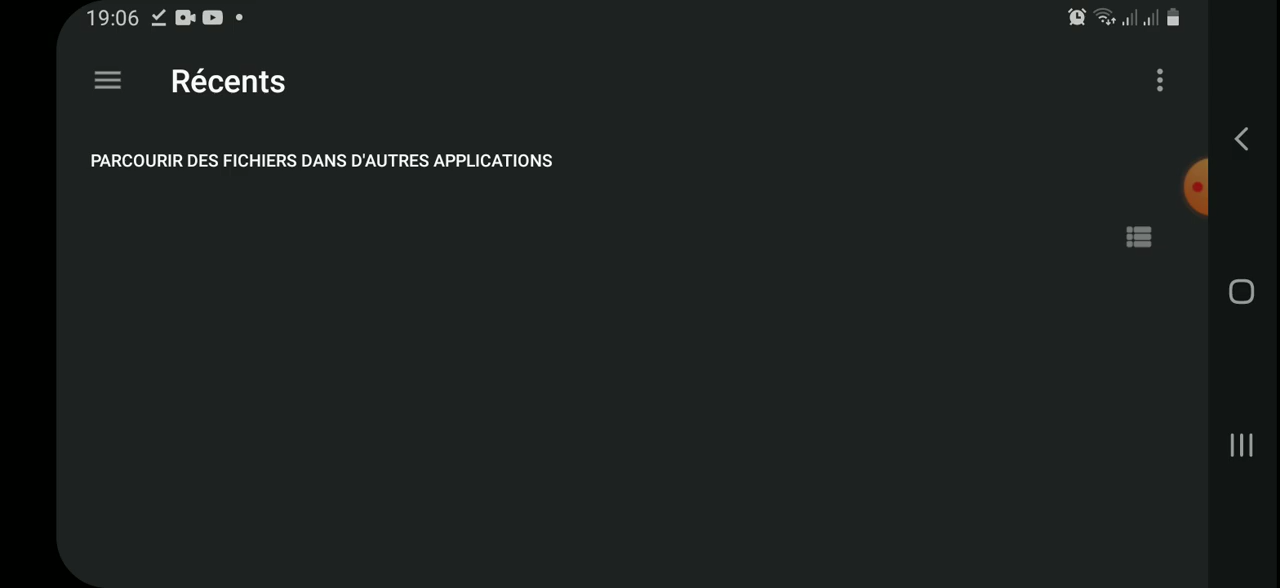 19:06
Récents
PARCOURIR DES FICHIERS DANS D'AUTRES APPLICATIONS